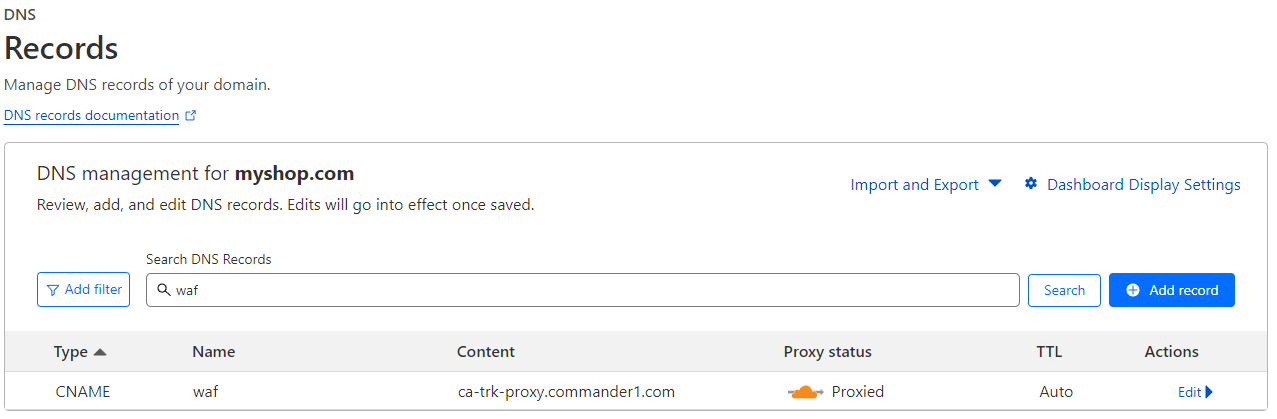 DNS
Records
Manage DNS records of your domain.
DNS records documentation
DNS management for myshop.com
Review, add, and edit DNS records. Edits will go into effect once saved.
Import and Export
Dashboard Display Settings
Search DNS Records
Add filter
waf
Search
Add record
Type Name Content Proxy status TTL Actions
CNAME waf ca-trk-proxy.commander1.com Proxied Auto Edit